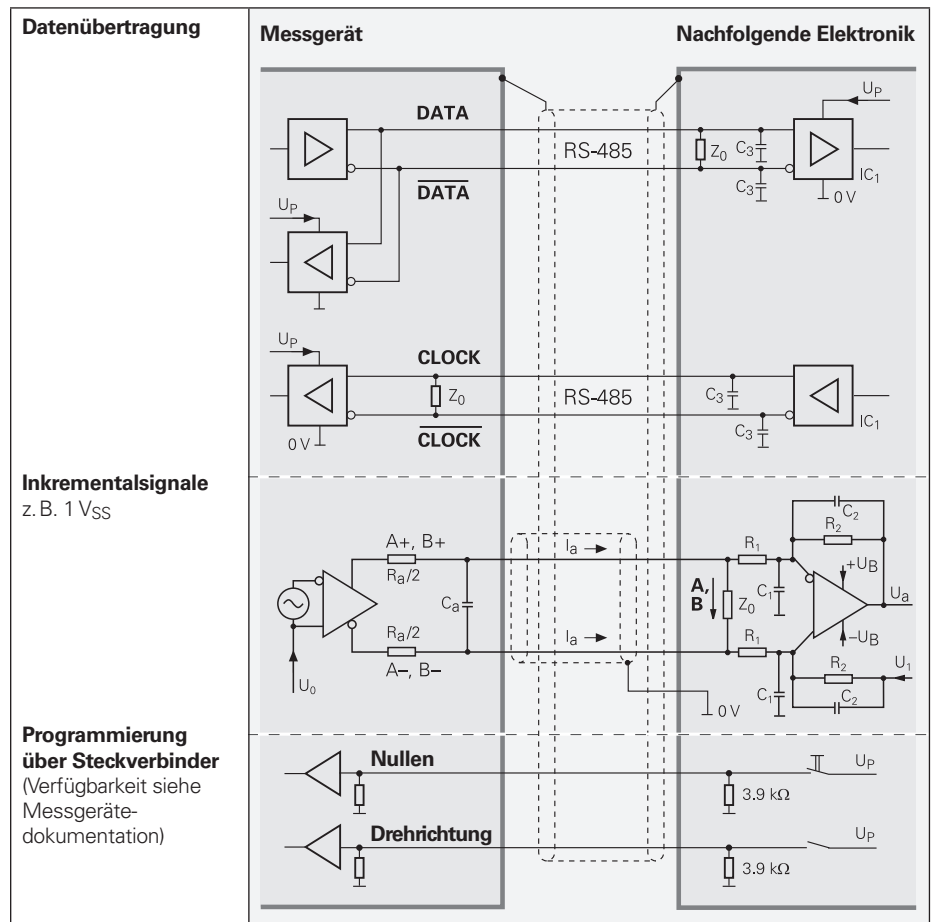 Datenübertragung
Messgerät
Nachfolgende Elektronik
DATA
RS-485
DATA
UP
UP
Z0
C3
C3
IC1
0 V
UP
CLOCK
Z0
RS-485
CLOCK
0 V
C3
C3
IC1
Inkrementalsignale
z. B. 1 VSS
A+, B+
Ra/2
Ca
Ra/2
A–, B–
U0
Ia
Ia
0 V
A,
B
Z0
R1
R1
C1
C1
C2
R2
+UB
Ua
–UB
R2
C2
U1
Programmierung
über Steckverbinder
(Verfügbarkeit siehe
Messgeräte-
dokumentation)
Nullen
UP
3.9 kΩ
Drehrichtung
UP
3.9 kΩ